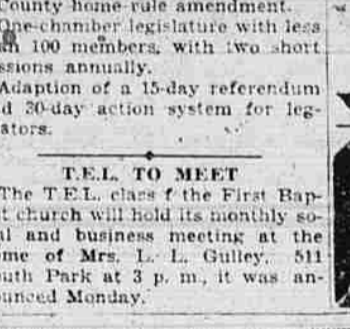 County home rule amendment.
One-chamber legislature with less
an 100 members, with two short
ssions annually.
Adaption of a 15-day referendum
d 30-day action system for leg-
ators.
T.E.L. TO MEET
The T.E.L. class f the First Bap-
t church will hold its monthly so-
al and business meeting at the
me of Mrs. L. L. Gulley, 511
uth Park at 3 p. m., it was an-
ounced Monday.